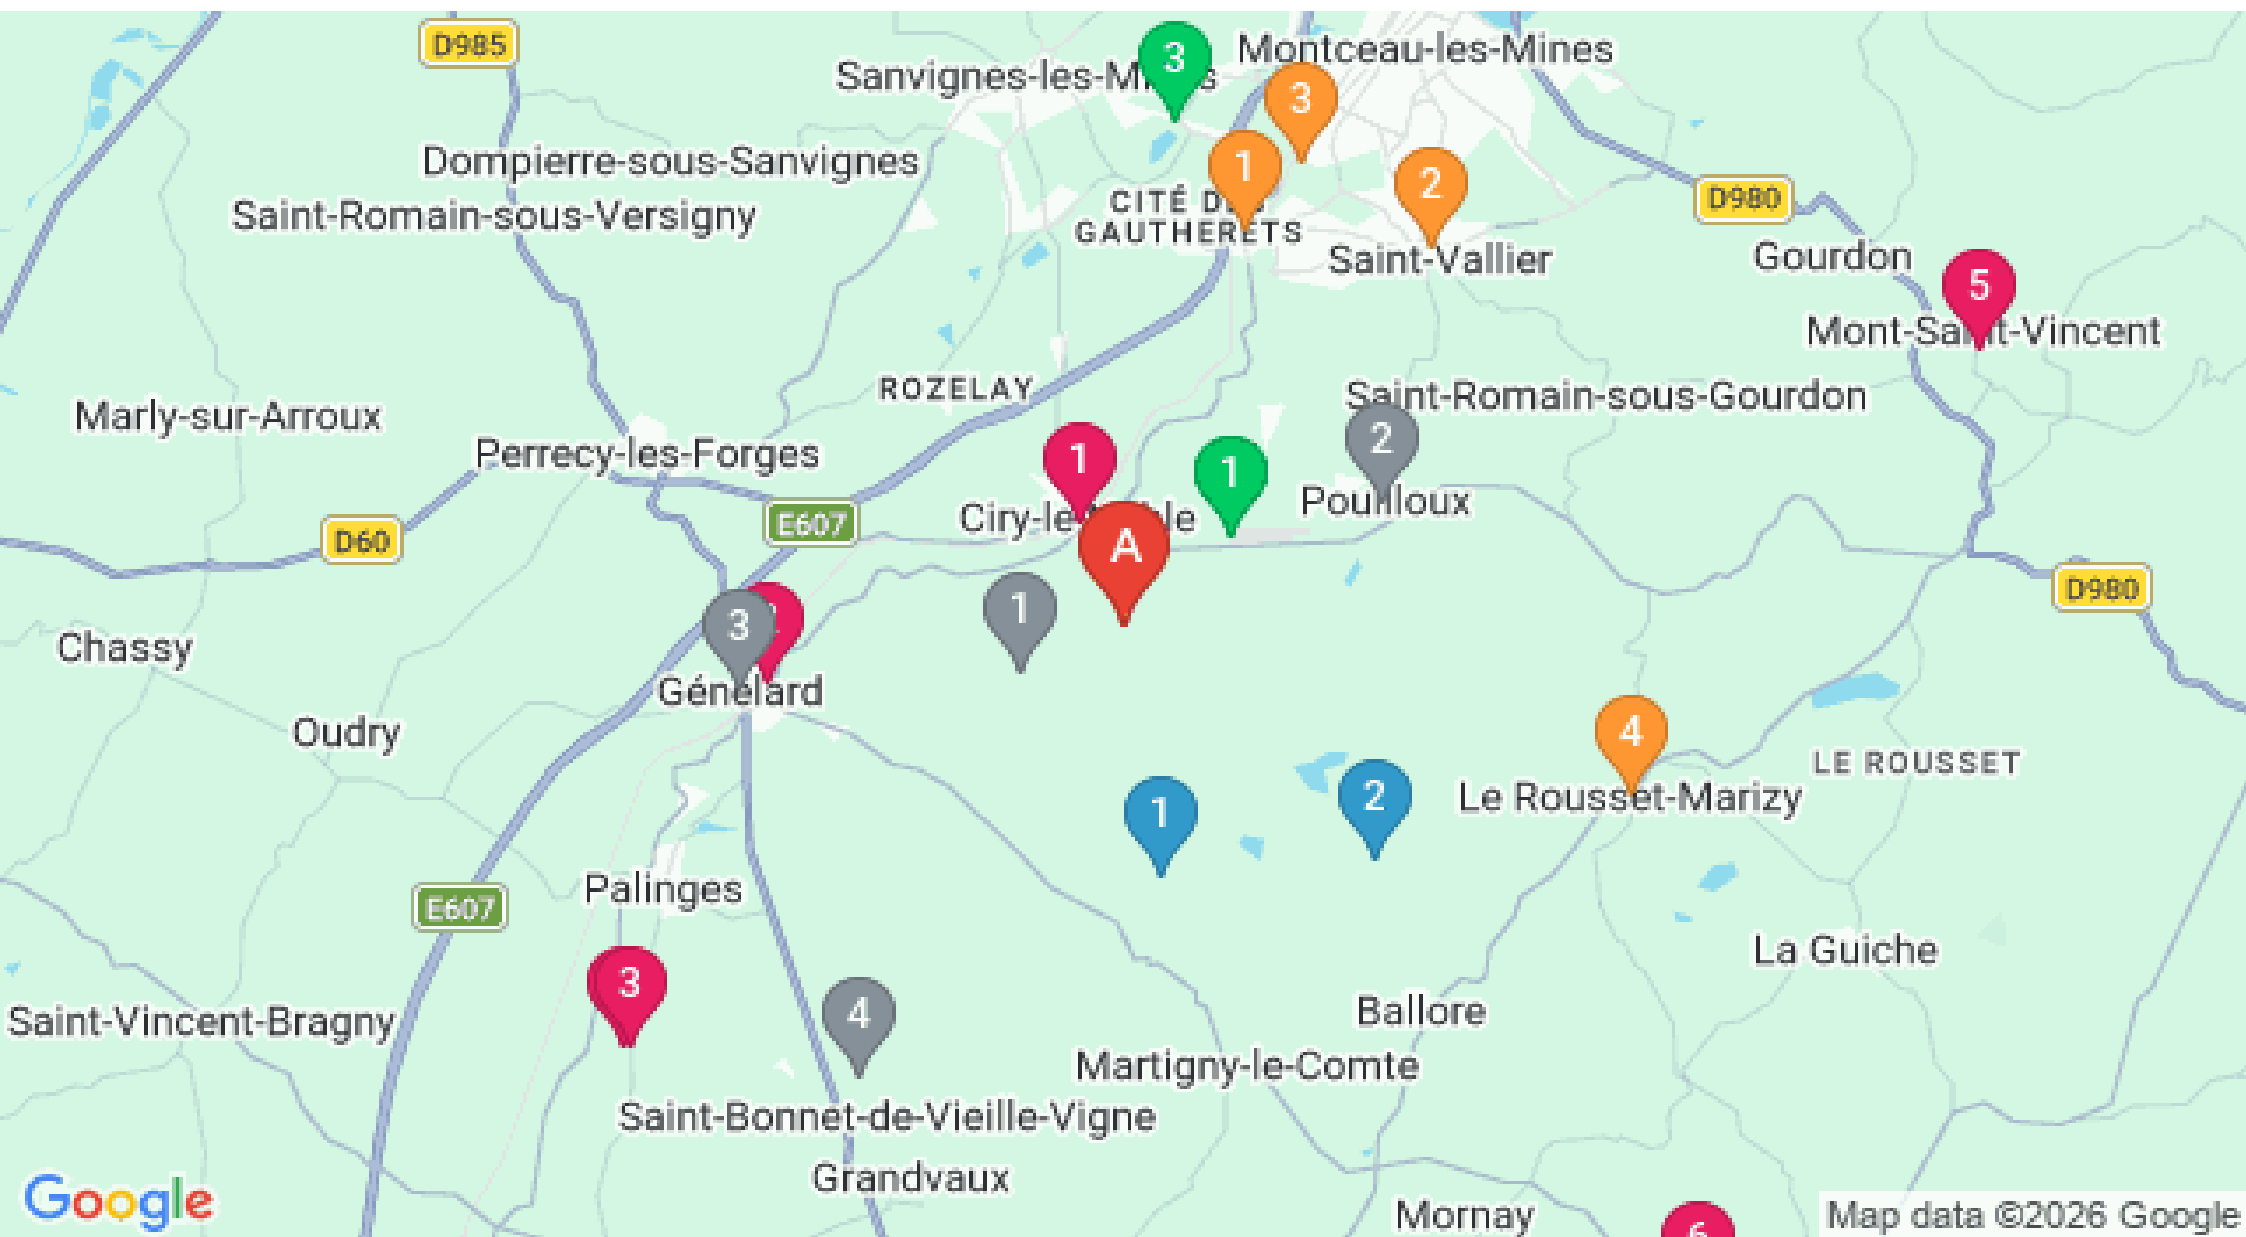 D985
3
Montceau-les-Mines
Sanvignes-les-M s
3
Dompierre-sous-Sanvignes
1
2
CITÉ D
GAUTHERETS
D980
Saint-Romain-sous-Versigny
Saint-Vallier
Gourdon
5
Mont-Sa t-Vincent
ROZELAY
Saint-Romain-sous-Gourdon
Marly-sur-Arroux
Perrecy-les-Forges
1
1
2
Pouilloux
E607
Ciry-le- le
D60
A
D980
1
3
Chassy
Génelard
Oudry
4
LE ROUSSET
1
2
Le Rousset-Marizy
Palinges
E607
La Guiche
3
4
Ballore
Saint-Vincent-Bragny
Martigny-le-Comte
Saint-Bonnet-de-Vieille-Vigne
Grandvaux
Google
Mornay
6
Map data ©2026 Google